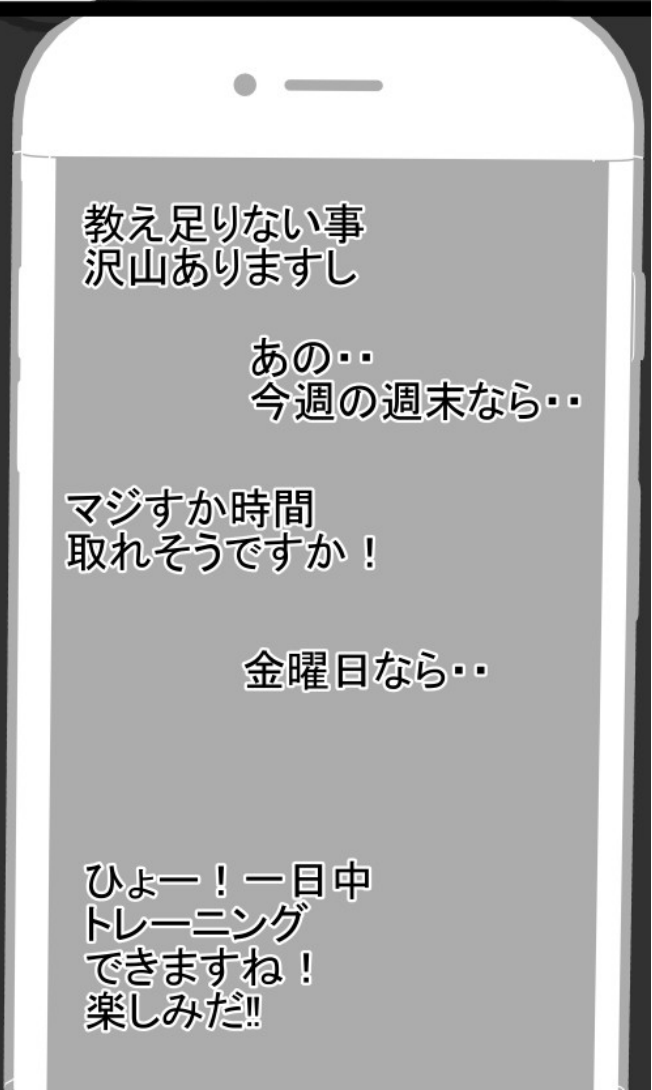 教え足りない事
沢山ありますし
あの・・
今週の週末なら・・
マジすか時間
取れそうですか！
金曜日なら・・
ひょー！一日中
トレーニング
できますね！
楽しみだ!!